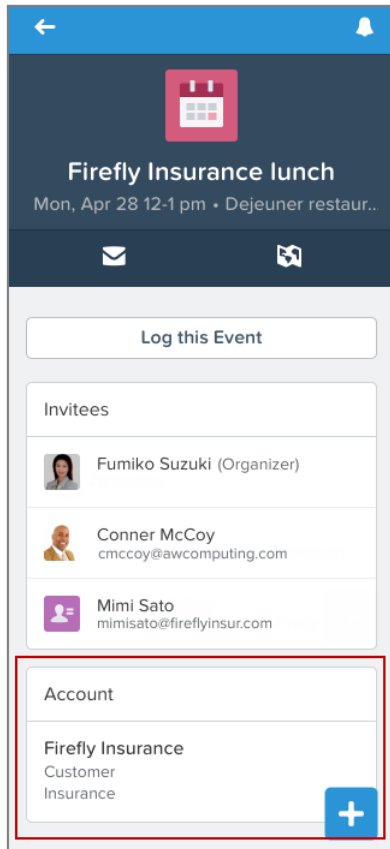 Firefly Insurance lunch
Mon, Apr 28 12-1 pm • Dejeuner restaur...
Log this Event
Invitees
Fumiko Suzuki (Organizer)
Conner McCoy
cmccoy@awcomputing.com
Mimi Sato
mimisato@fireflyinsur.com
Account
Firefly Insurance
Customer
Insurance